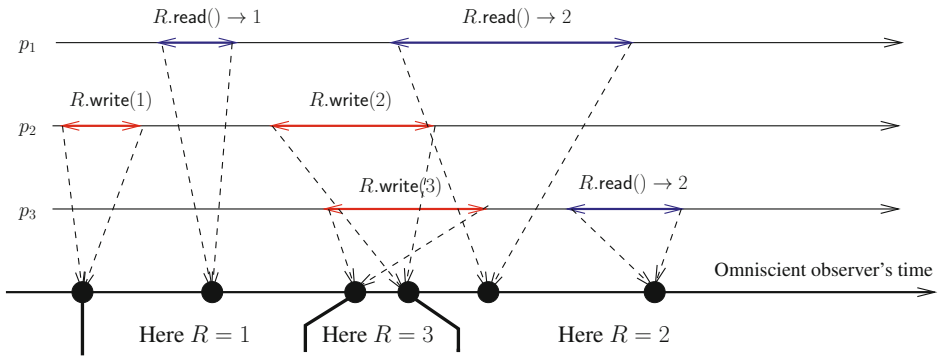 R.read() → 1 R.read() → 2
p₁
R.write(1) R.write(2)
p₂
R.write(3) R.read() → 2
p₃
Omniscient observer's time
Here R = 1 Here R = 3 Here R = 2